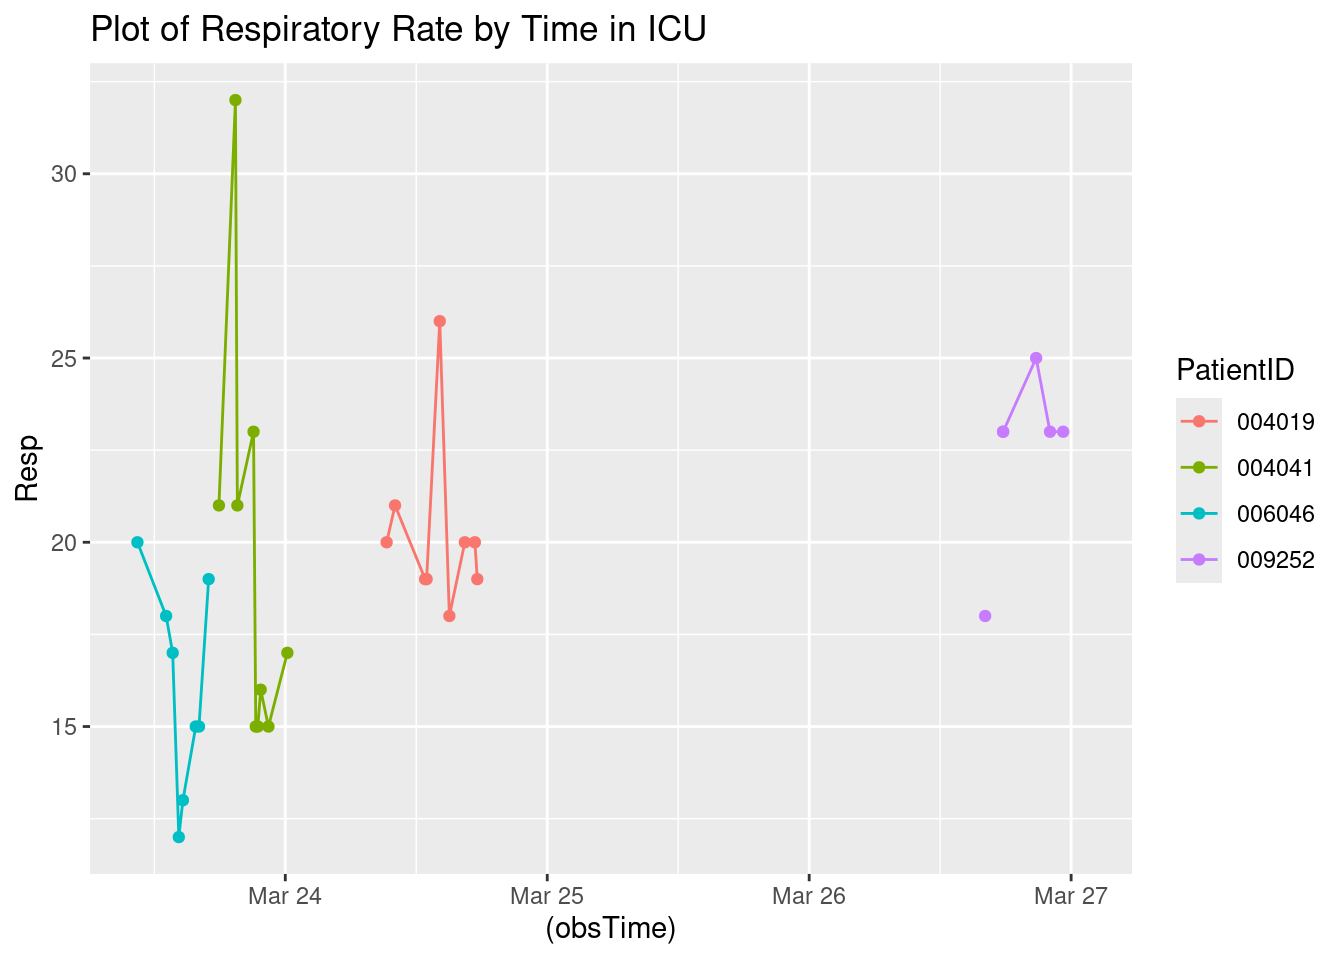 Plot of Respiratory Rate by Time in ICU
Resp
30
25
20
15
Mar 24
Mar 25
Mar 26
Mar 27
(obsTime)
PatientID
004019
004041
006046
009252